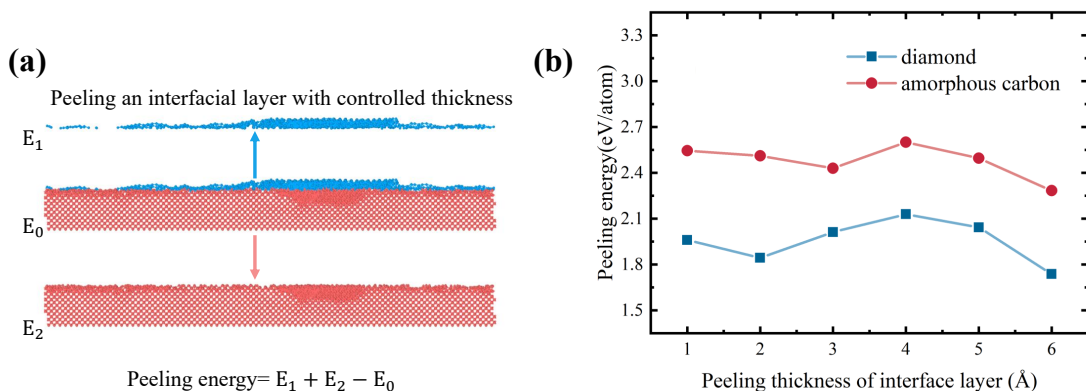 (a)
Peeling an interfacial layer with controlled thickness
E₁
E₀
E₂
Peeling energy= E₁ + E₂ − E₀
(b)
Peeling energy(eV/atom)
3.3
3.0
2.7
2.4
2.1
1.8
1.5
diamond
amorphous carbon
1 2 3 4 5 6
Peeling thickness of interface layer (Å)